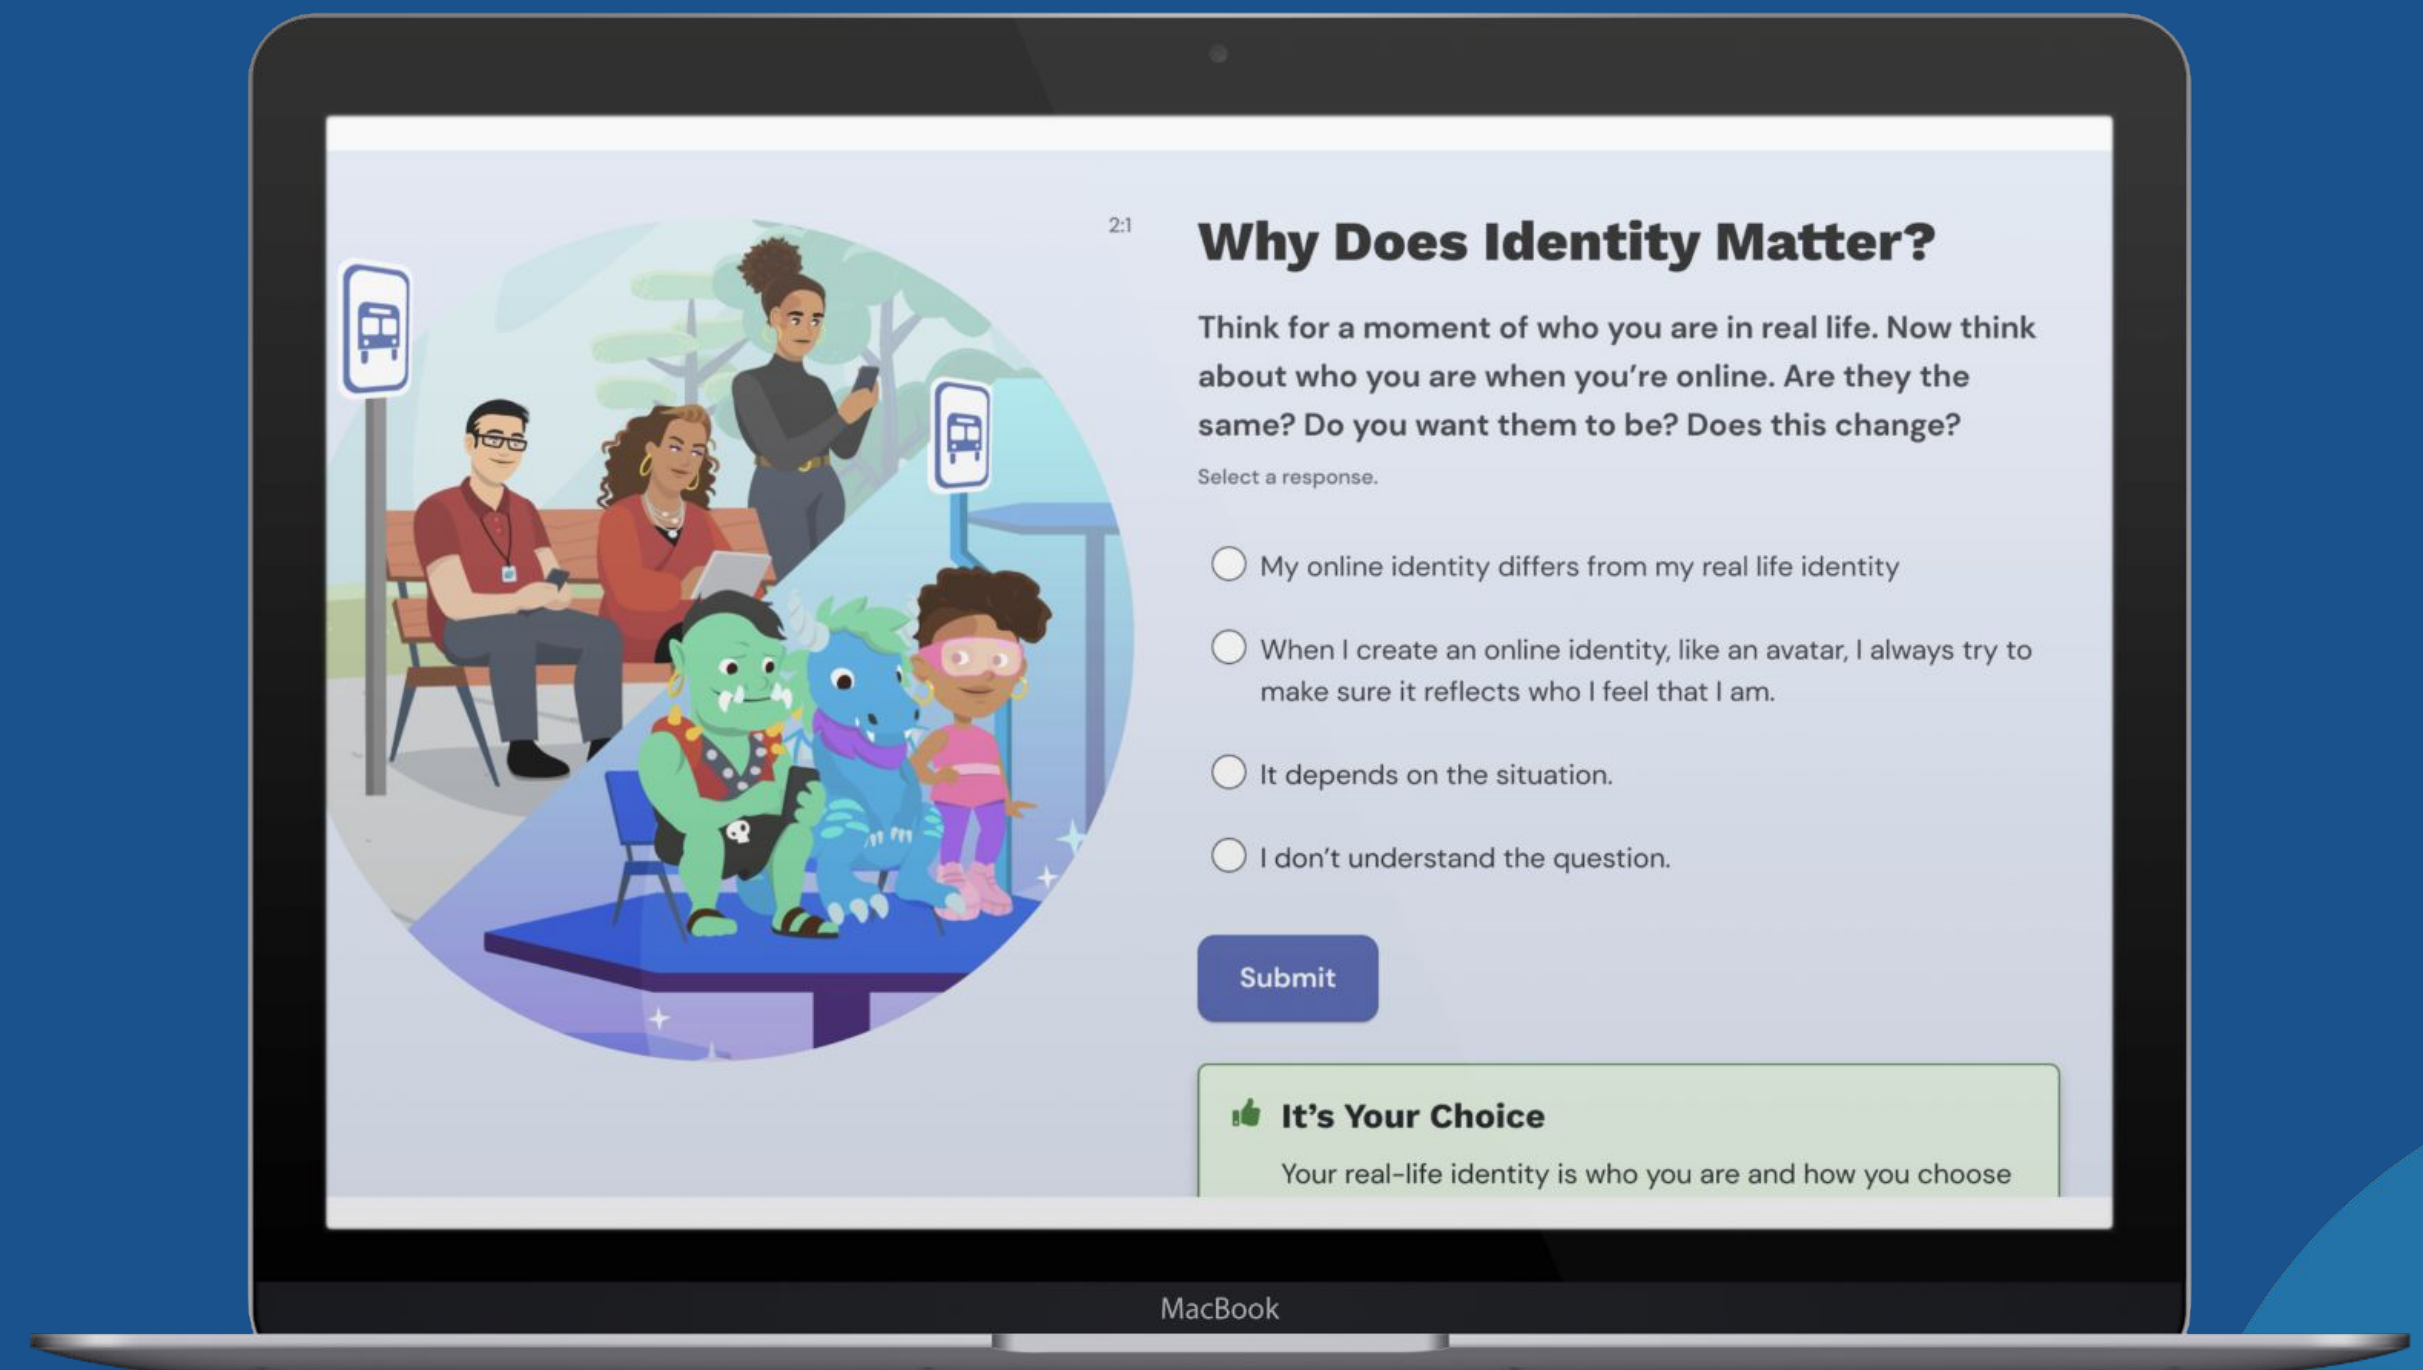 2:1
Why Does Identity Matter?
Think for a moment of who you are in real life. Now think
about who you are when you’re online. Are they the
same? Do you want them to be? Does this change?
Select a response.
My online identity differs from my real life identity
When I create an online identity, like an avatar, I always try to
make sure it reflects who I feel that I am.
It depends on the situation.
I don’t understand the question.
Submit
It’s Your Choice
Your real-life identity is who you are and how you choose
MacBook